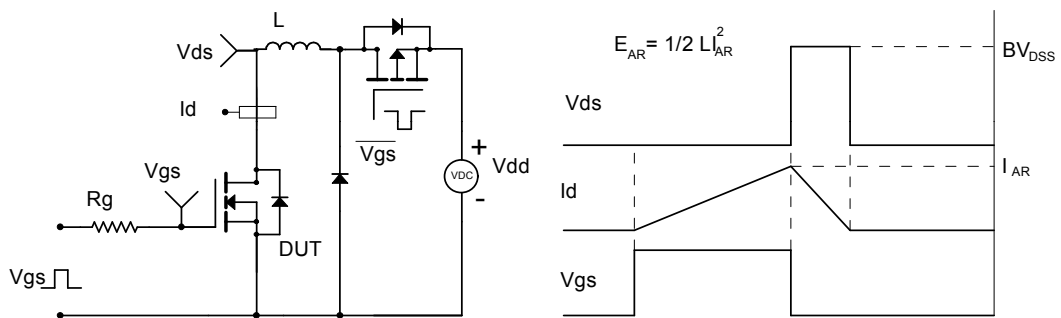 L
Vds
Id
Vgs
Rg
Vgs
DUT
Vgs
VDC
+
Vdd
-
E_AR = 1/2 LI_AR^2
Vds
BV_DSS
Id
I_AR
Vgs